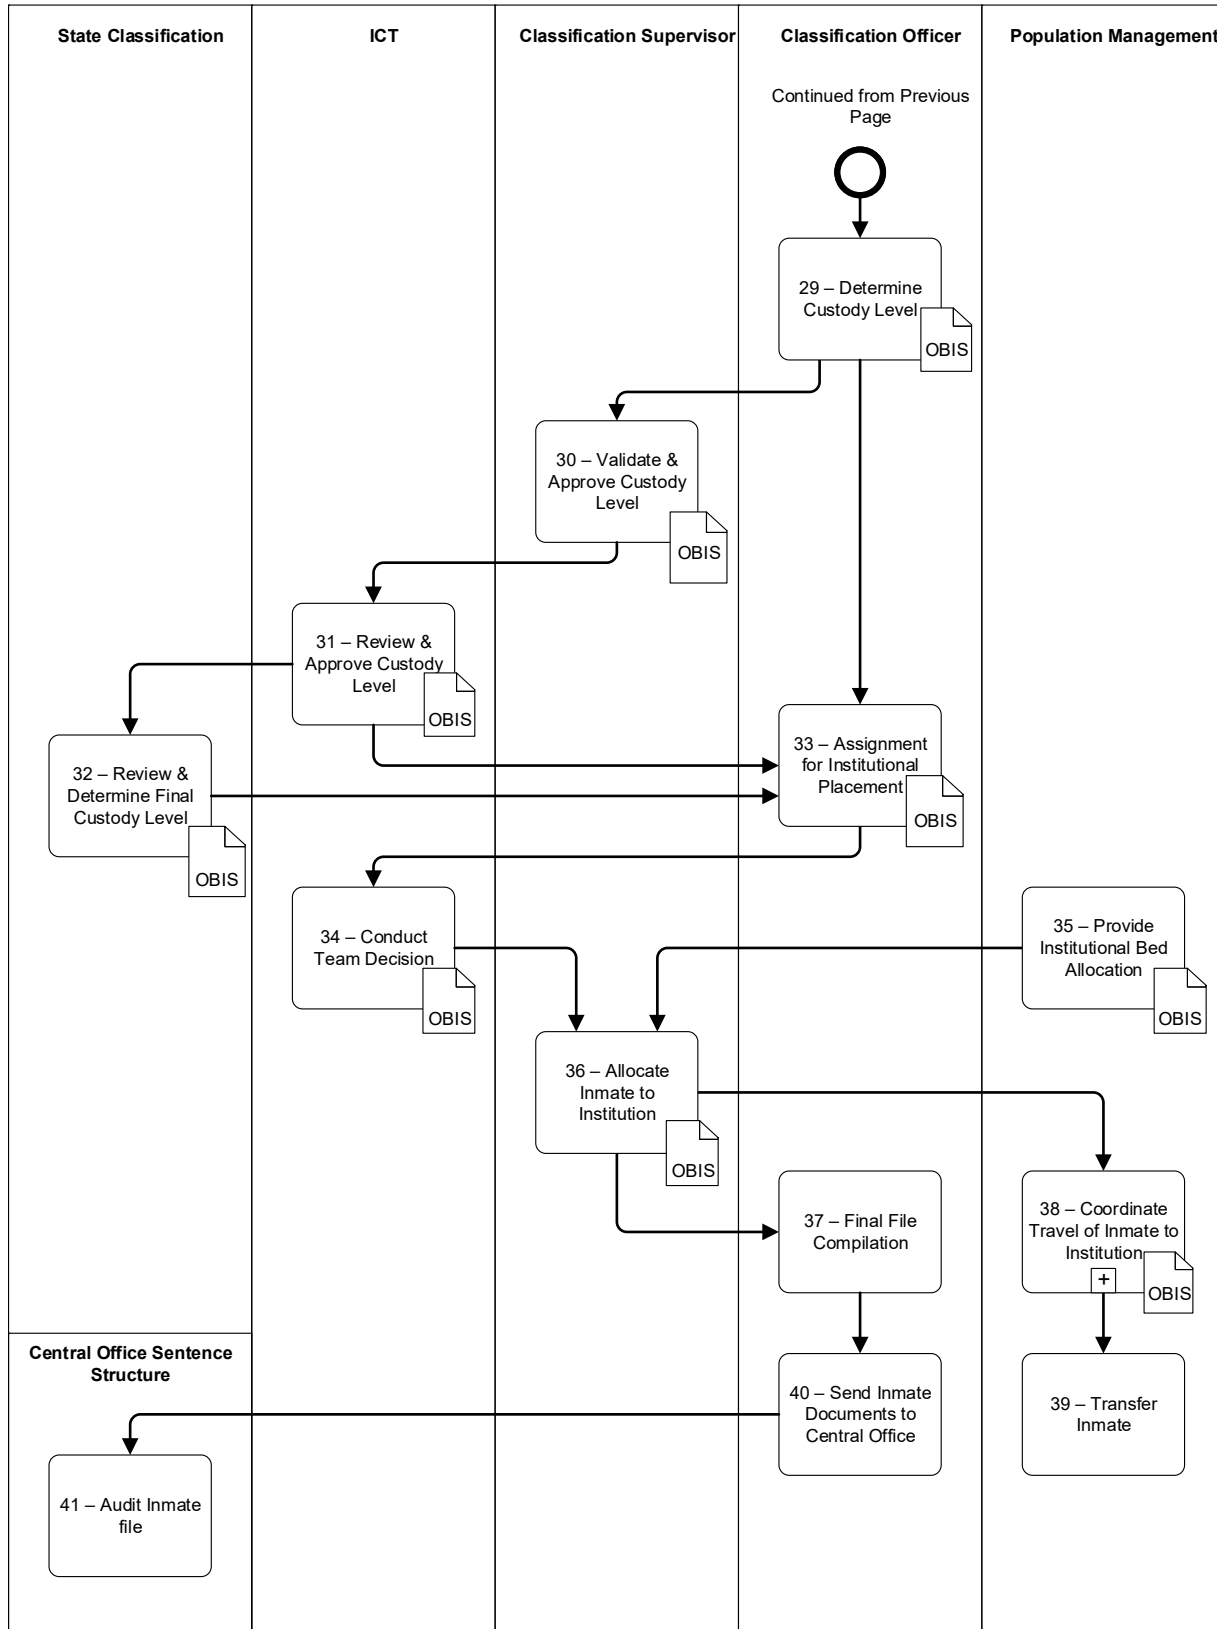 State Classification
ICT
Classification Supervisor
Classification Officer
Population Management
Continued from Previous
Page
29 – Determine
Custody Level
OBIS
30 – Validate &
Approve Custody
Level
OBIS
31 – Review &
Approve Custody
Level
OBIS
32 – Review &
Determine Final
Custody Level
OBIS
33 – Assignment
for Institutional
Placement
OBIS
34 – Conduct
Team Decision
OBIS
35 – Provide
Institutional Bed
Allocation
OBIS
36 – Allocate
Inmate to
Institution
OBIS
37 – Final File
Compilation
38 – Coordinate
Travel of Inmate to
Institution
+
OBIS
Central Office Sentence
Structure
39 – Transfer
Inmate
40 – Send Inmate
Documents to
Central Office
41 – Audit Inmate
file